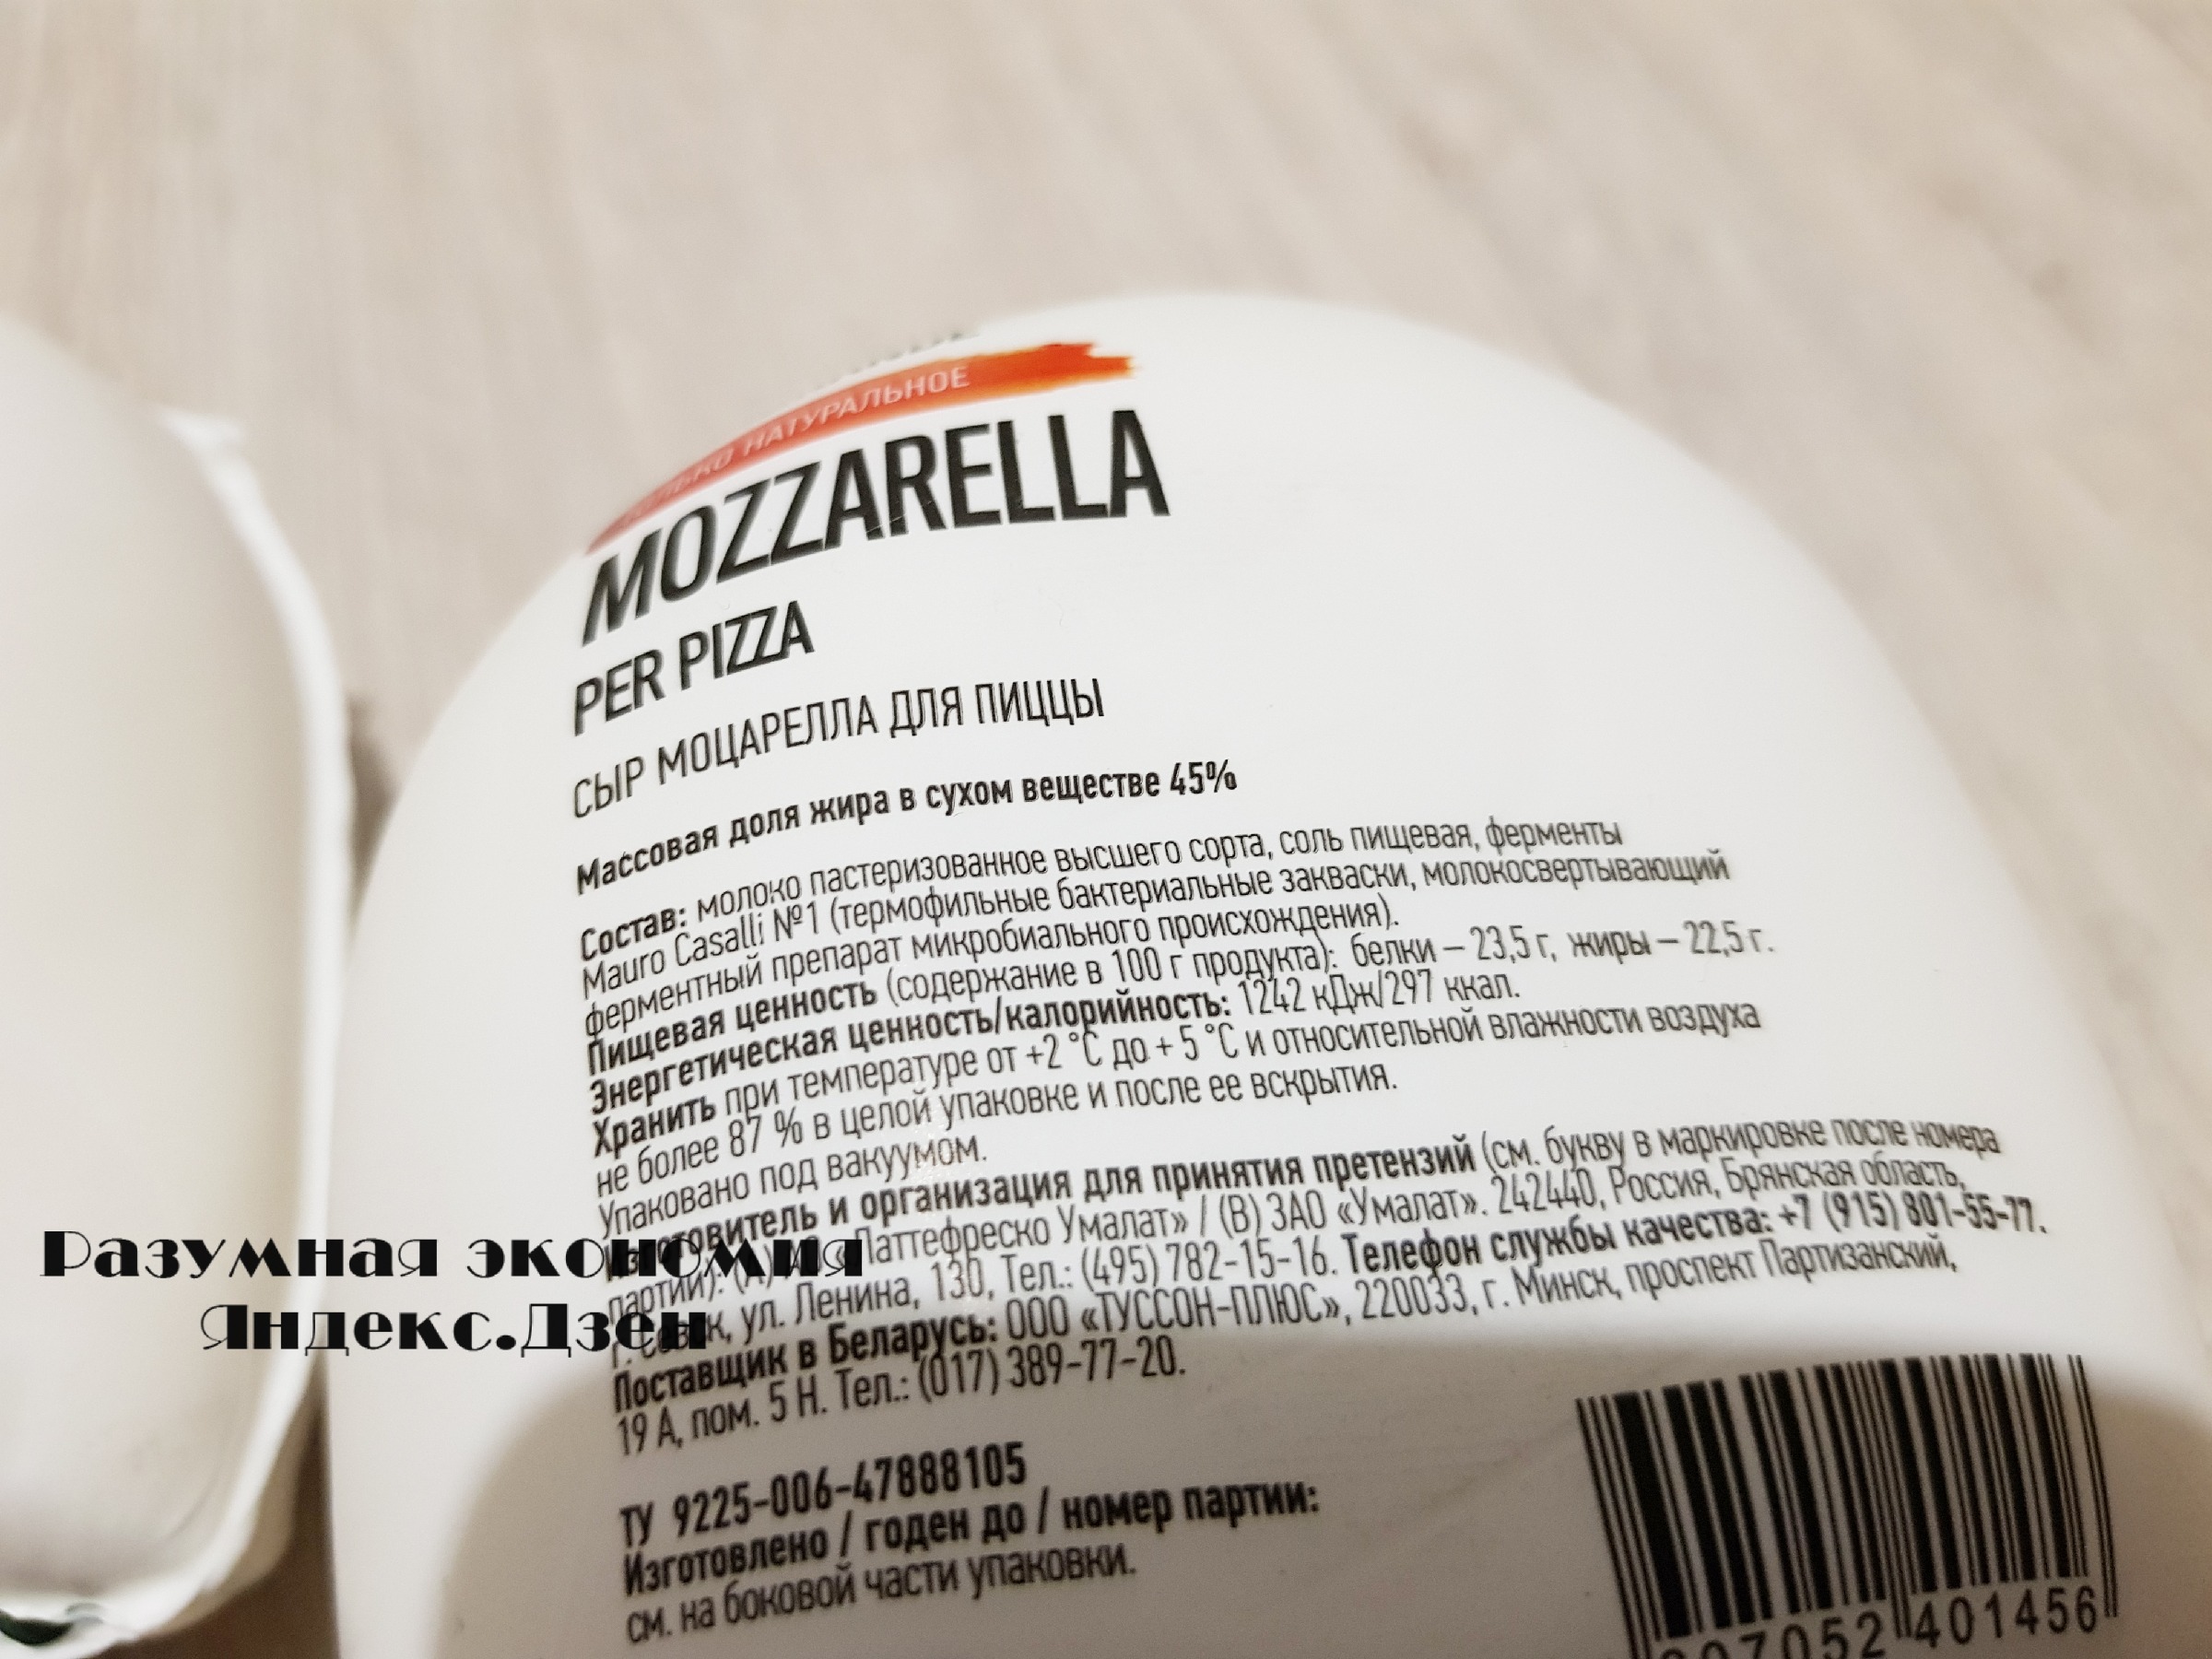 ТОЛЬКО НАТУРАЛЬНОЕ
MOZZARELLA
PER PIZZA
СЫР МОЦАРЕЛЛА ДЛЯ ПИЦЦЫ
Массовая доля жира в сухом веществе 45%
Состав: молоко пастеризованное высшего сорта, соль пищевая, ферменты
Mauro Casalli №1 (термофильные бактериальные закваски, молокосвертывающий
ферментный препарат микробиального происхождения).
Пищевая ценность (содержание в 100 г продукта): белки – 23,5 г, жиры – 22,5 г.
Энергетическая ценность/калорийность: 1242 кДж/297 ккал.
Хранить при температуре от +2 °С до + 5 °С и относительной влажности воздуха
не более 87 % в целой упаковке и после ее вскрытия.
Упаковано под вакуумом.
Изготовитель и организация для принятия претензий (см. букву в маркировке после номера
партии): (А) АО «Латтефреско Умалат» / (В) ЗАО «Умалат». 242440, Россия, Брянская область,
г. Севск, ул. Ленина, 130, Тел.: (495) 782-15-16. Телефон службы качества: +7 (915) 801-55-77.
Поставщик в Беларусь: ООО «ТУССОН-ПЛЮС», 220033, г. Минск, проспект Партизанский,
19 А, пом. 5 Н. Тел.: (017) 389-77-20.
ТУ 9225-006-47888105
Изготовлено / годен до / номер партии:
см. на боковой части упаковки.
07052 401456
Разумная экономия
Яндекс.Дзен